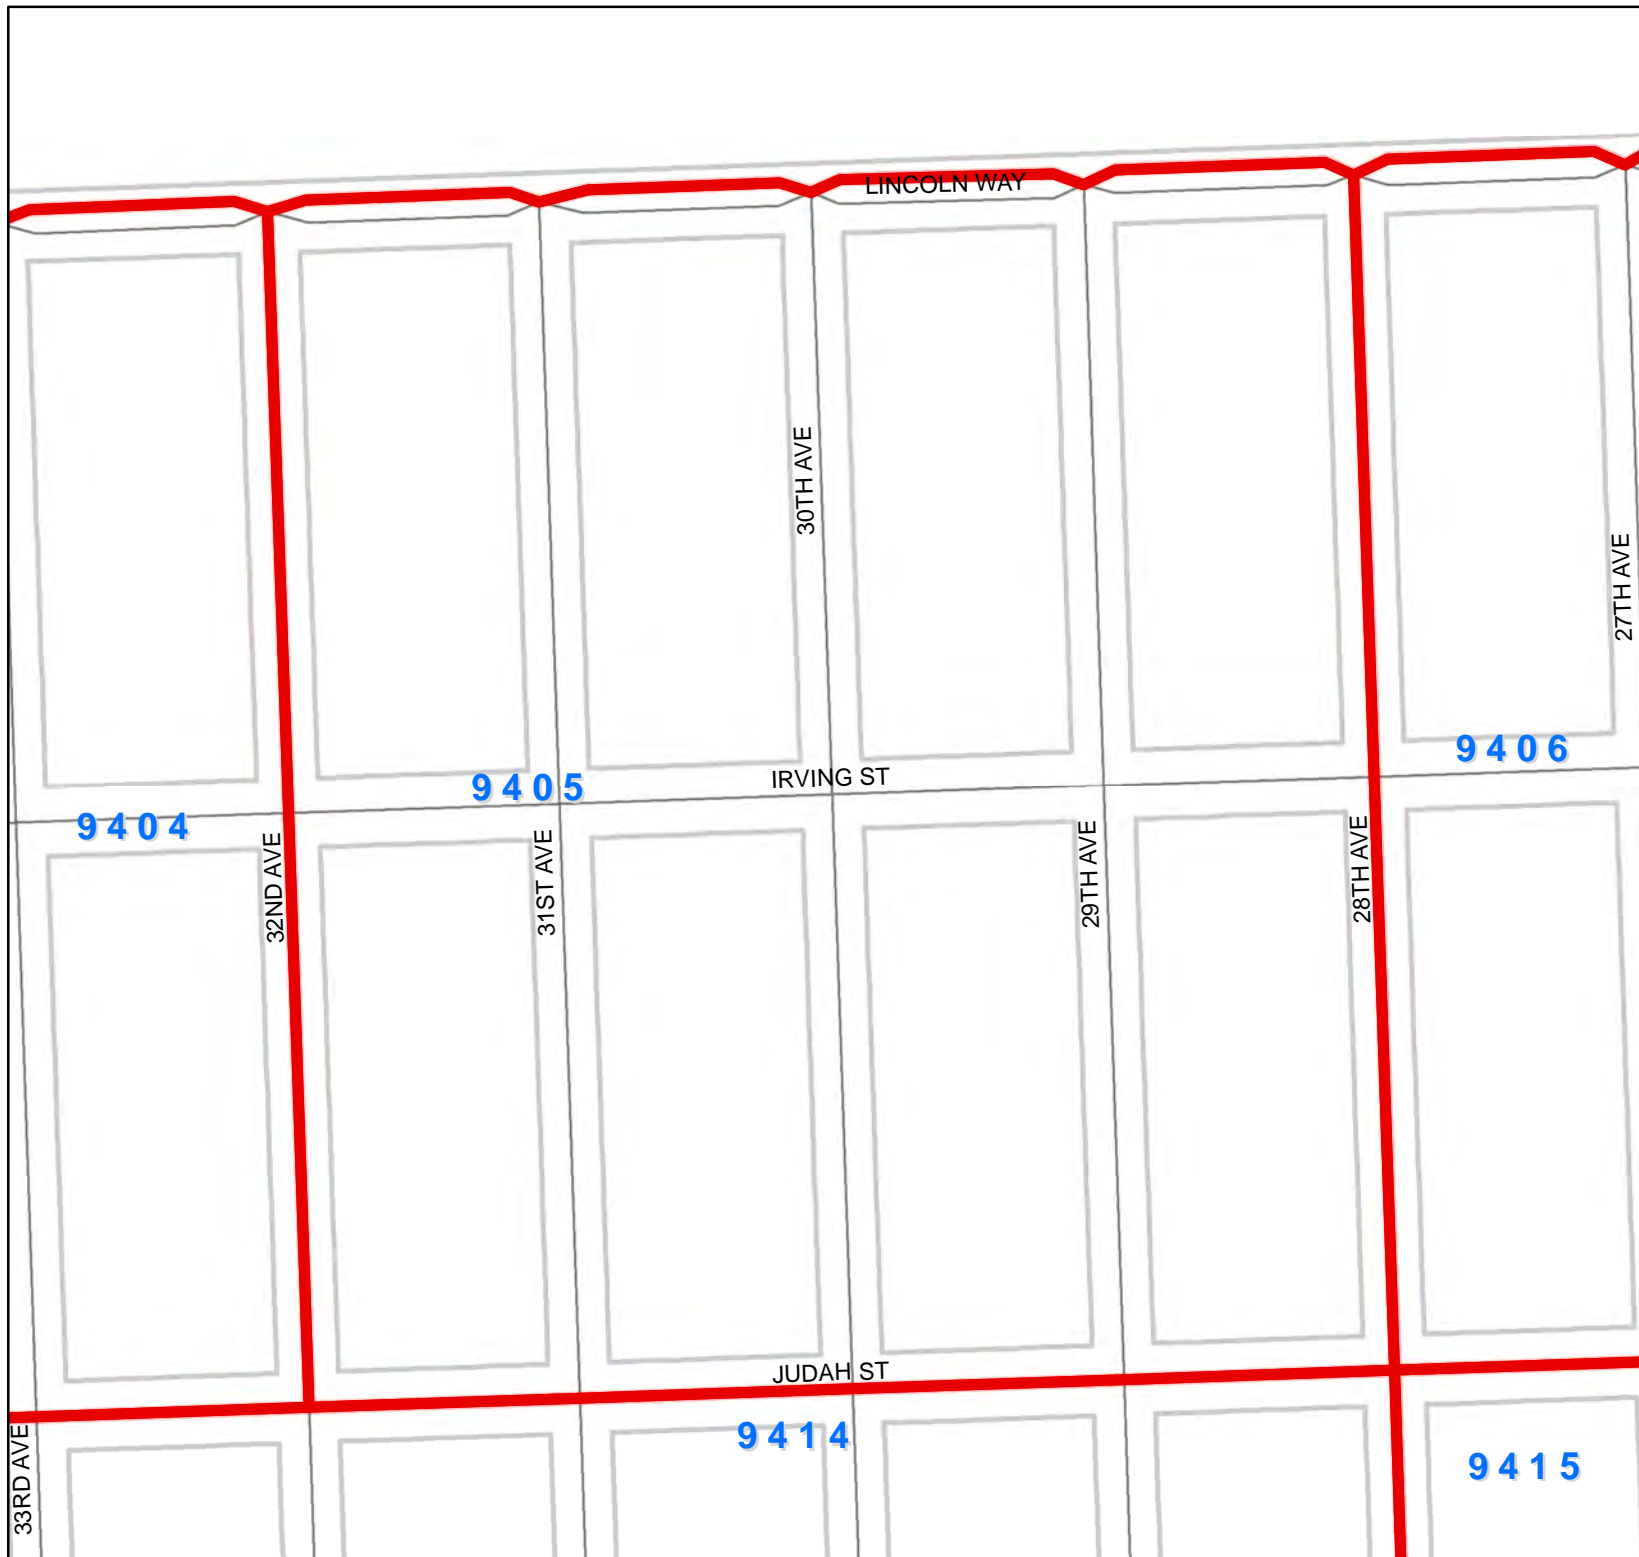 LINCOLN WAY
30TH AVE
27TH AVE
9406
IRVING ST
9405
9404
32ND AVE
31ST AVE
29TH AVE
28TH AVE
JUDAH ST
9414
9415
33RD AVE